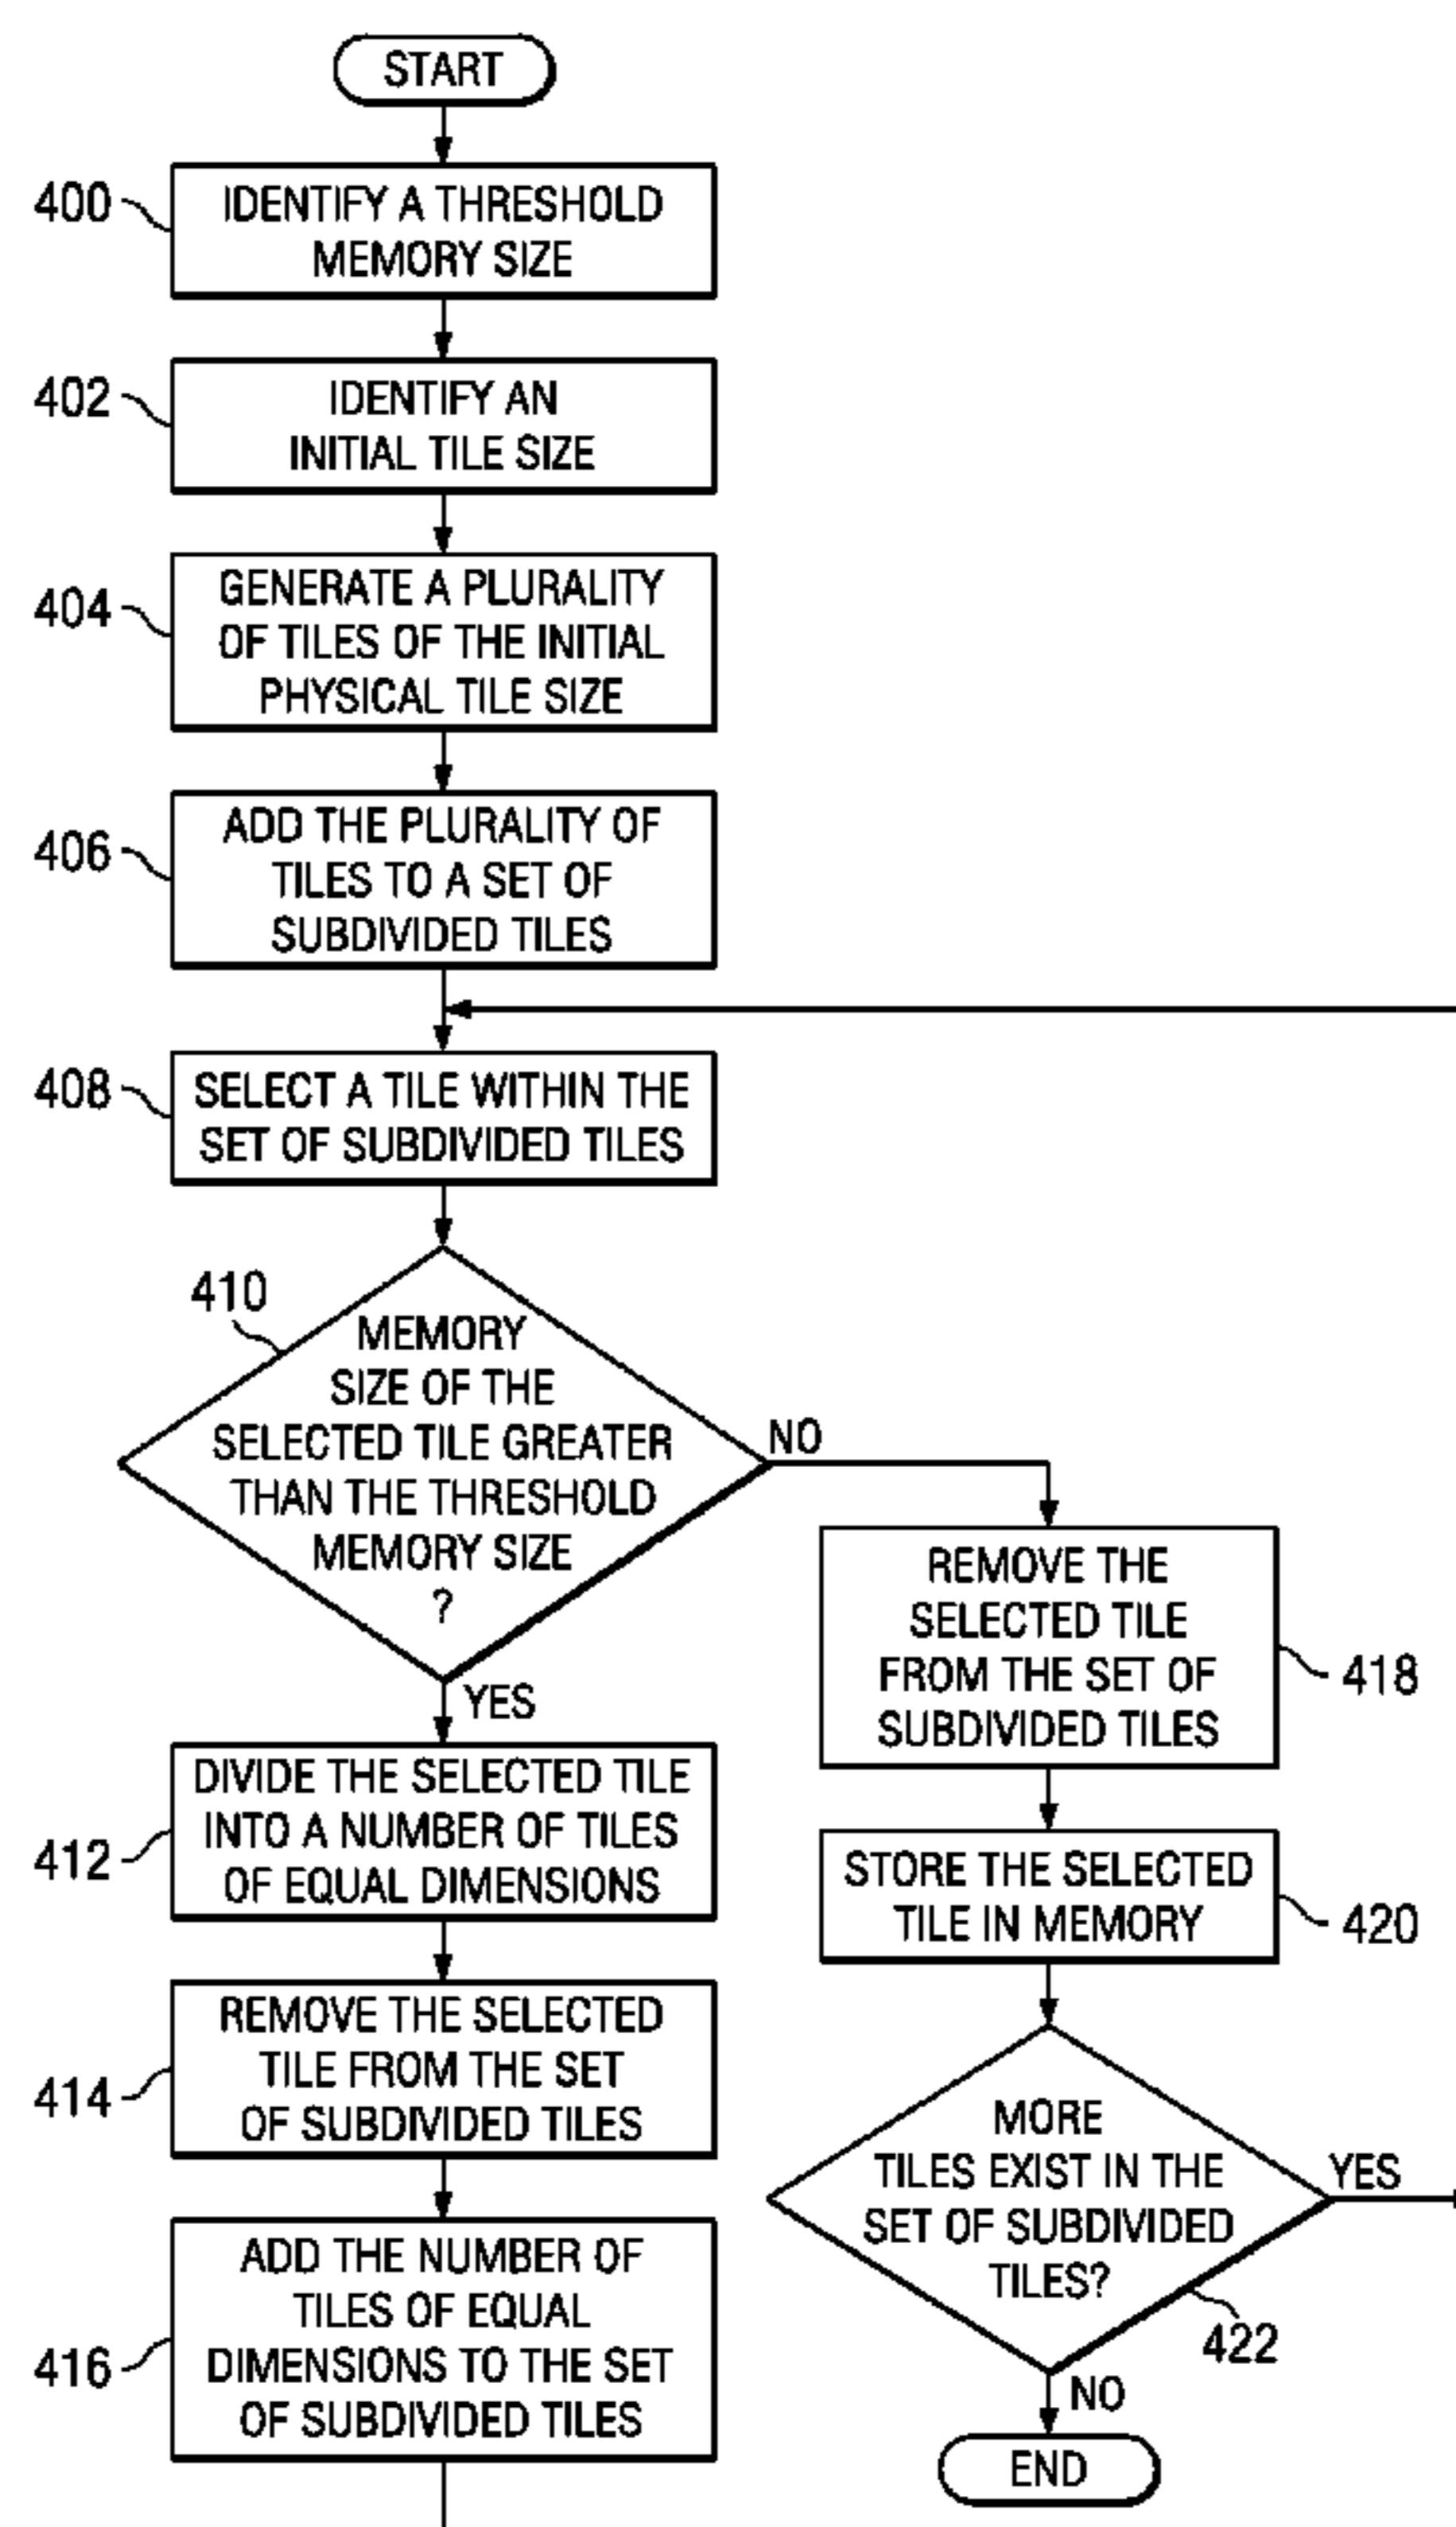 START
400
IDENTIFY A THRESHOLD
MEMORY SIZE
402
IDENTIFY AN
INITIAL TILE SIZE
404
GENERATE A PLURALITY
OF TILES OF THE INITIAL
PHYSICAL TILE SIZE
406
ADD THE PLURALITY OF
TILES TO A SET OF
SUBDIVIDED TILES
408
SELECT A TILE WITHIN THE
SET OF SUBDIVIDED TILES
410
MEMORY
SIZE OF THE
SELECTED TILE GREATER
THAN THE THRESHOLD
MEMORY SIZE
?
NO
YES
412
DIVIDE THE SELECTED TILE
INTO A NUMBER OF TILES
OF EQUAL DIMENSIONS
414
REMOVE THE SELECTED
TILE FROM THE SET
OF SUBDIVIDED TILES
416
ADD THE NUMBER OF
TILES OF EQUAL
DIMENSIONS TO THE SET
OF SUBDIVIDED TILES
REMOVE THE
SELECTED TILE
FROM THE SET OF
SUBDIVIDED TILES
418
STORE THE SELECTED
TILE IN MEMORY
420
MORE
TILES EXIST IN THE
SET OF SUBDIVIDED
TILES?
YES
422
NO
END